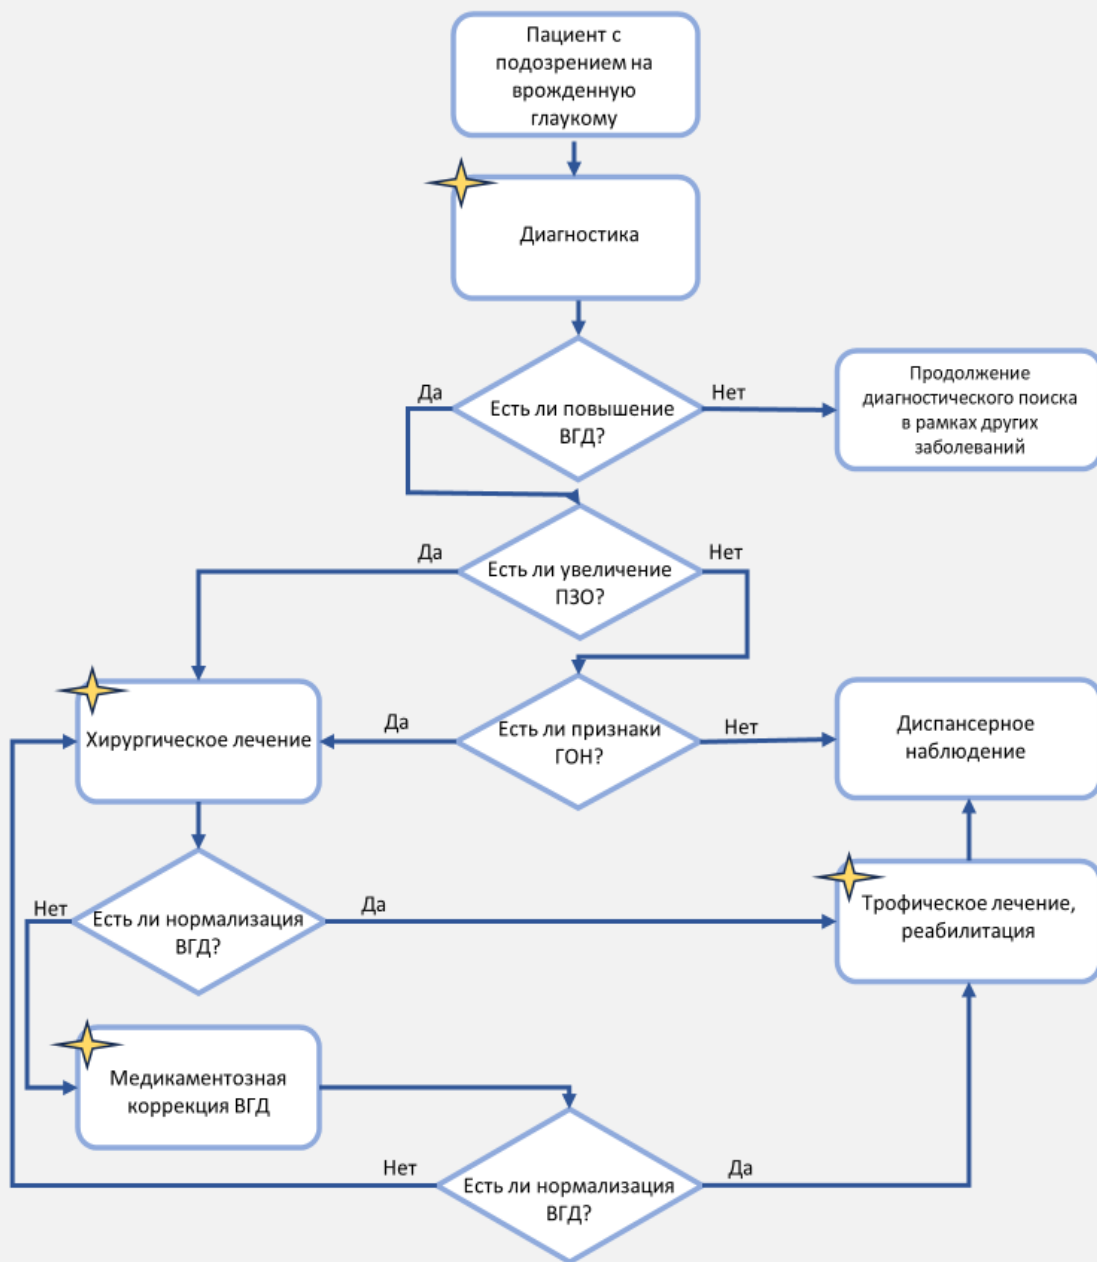 Пациент с
подозрением на
врожденную
глаукому
Диагностика
Да
Нет
Есть ли повышение
ВГД?
Продолжение
диагностического поиска
в рамках других
заболеваний
Да
Нет
Есть ли увеличение
ПЗО?
Хирургическое лечение
Да
Есть ли признаки
ГОН?
Нет
Диспансерное
наблюдение
Нет
Есть ли нормализация
ВГД?
Да
Трофическое лечение,
реабилитация
Медикаментозная
коррекция ВГД
Нет
Есть ли нормализация
ВГД?
Да